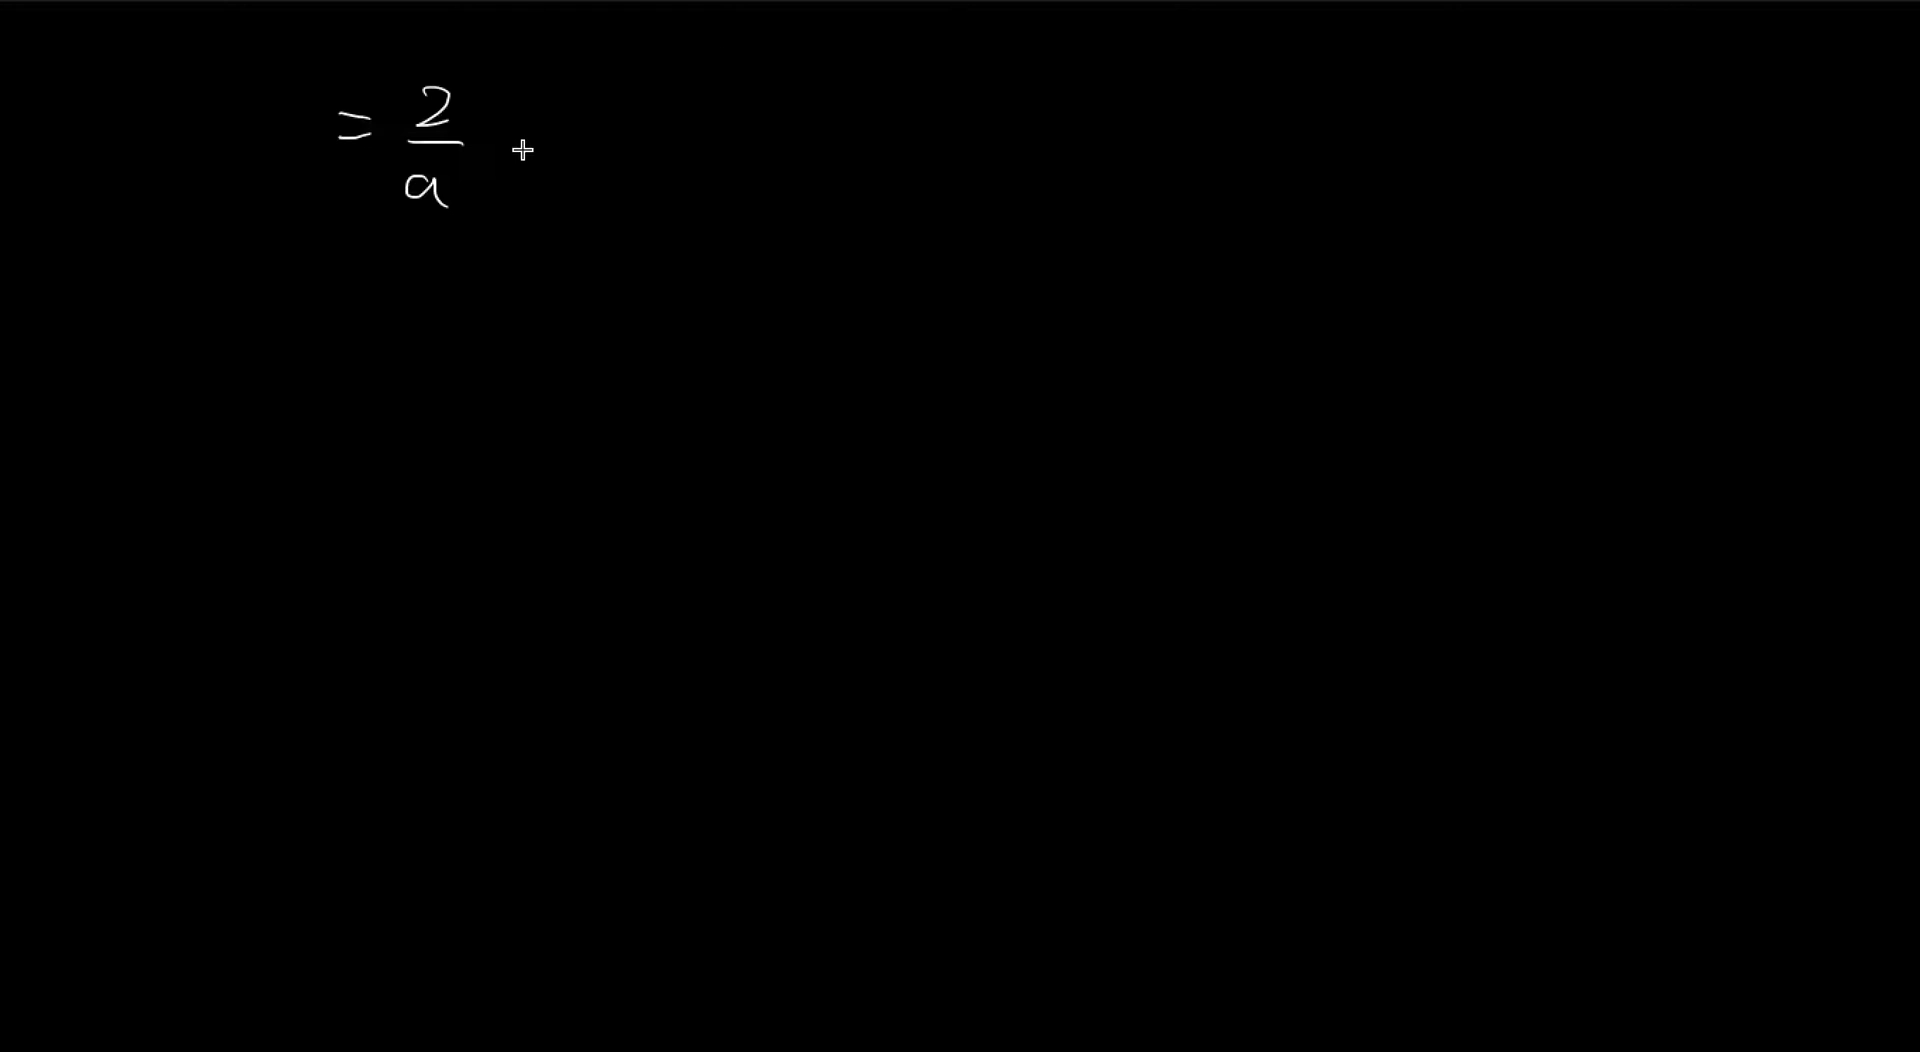 = 2/a